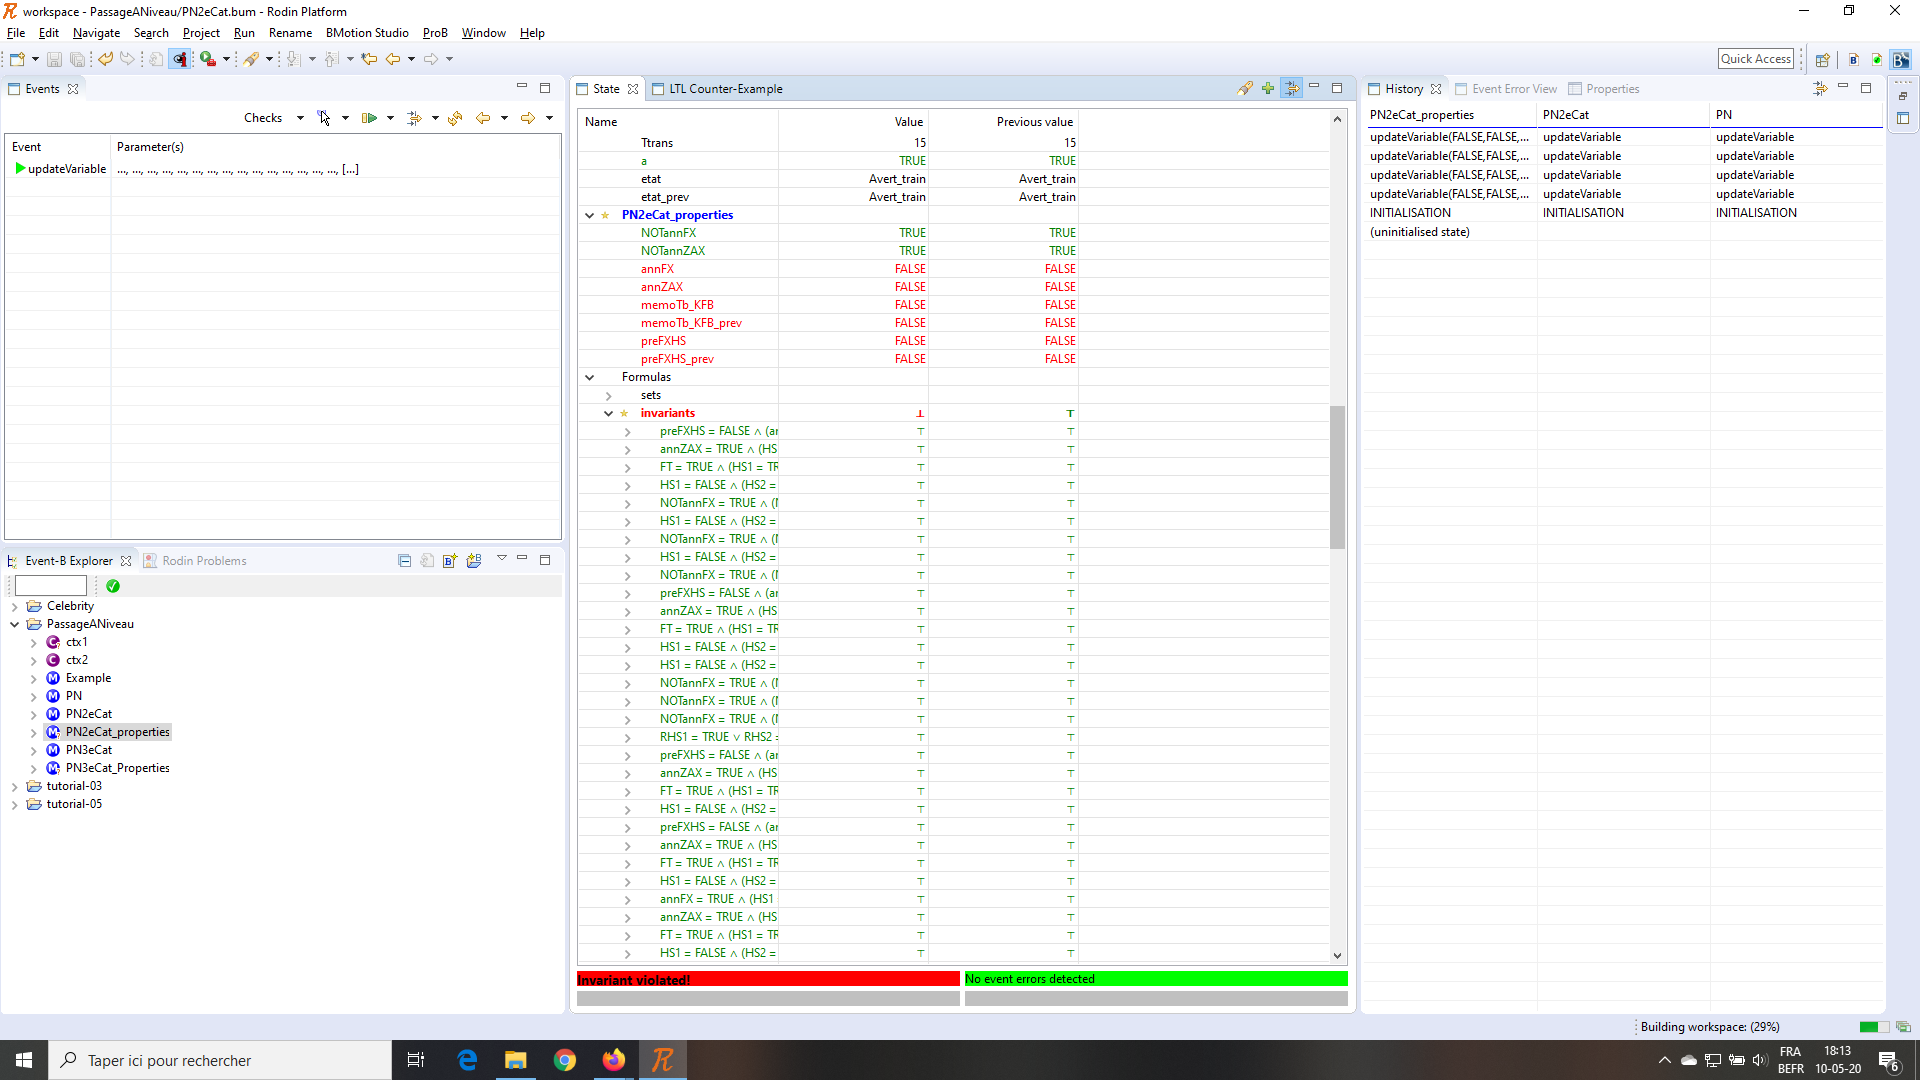 workspace - PassageANiveau/PN2eCat.bum - Rodin Platform
File Edit Navigate Search Project Run Rename BMotion Studio ProB Window Help
Quick Access
Events
Checks
Event Parameter(s)
updateVariable ..., ..., ..., ..., ..., ..., ..., ..., ..., ..., ..., ..., ..., ..., ..., [...]
Event-B Explorer Rodin Problems
Celebrity
PassageANiveau
ctx1
ctx2
Example
PN
PN2eCat
PN2eCat_properties
PN3eCat
PN3eCat_Properties
tutorial-03
tutorial-05
State LTL Counter-Example
Name Value Previous value
Ttrans 15 15
a TRUE TRUE
etat Avert_train Avert_train
etat_prev Avert_train Avert_train
PN2eCat_properties
NOTannFX TRUE TRUE
NOTannZAX TRUE TRUE
annFX FALSE FALSE
annZAX FALSE FALSE
memoTb_KFB FALSE FALSE
memoTb_KFB_prev FALSE FALSE
preFXHS FALSE FALSE
preFXHS_prev FALSE FALSE
Formulas
sets
invariants ⊥ ⊤
preFXHS = FALSE ∧ (ar ⊤ ⊤
annZAX = TRUE ∧ (HS ⊤ ⊤
FT = TRUE ∧ (HS1 = TR ⊤ ⊤
HS1 = FALSE ∧ (HS2 = ⊤ ⊤
NOTannFX = TRUE ∧ (I ⊤ ⊤
HS1 = FALSE ∧ (HS2 = ⊤ ⊤
NOTannFX = TRUE ∧ (I ⊤ ⊤
HS1 = FALSE ∧ (HS2 = ⊤ ⊤
NOTannFX = TRUE ∧ (I ⊤ ⊤
preFXHS = FALSE ∧ (ar ⊤ ⊤
annZAX = TRUE ∧ (HS ⊤ ⊤
FT = TRUE ∧ (HS1 = TR ⊤ ⊤
HS1 = FALSE ∧ (HS2 = ⊤ ⊤
HS1 = FALSE ∧ (HS2 = ⊤ ⊤
NOTannFX = TRUE ∧ (I ⊤ ⊤
NOTannFX = TRUE ∧ (I ⊤ ⊤
NOTannFX = TRUE ∧ (I ⊤ ⊤
RHS1 = TRUE ∨ RHS2 = ⊤ ⊤
preFXHS = FALSE ∧ (ar ⊤ ⊤
annZAX = TRUE ∧ (HS ⊤ ⊤
FT = TRUE ∧ (HS1 = TR ⊤ ⊤
HS1 = FALSE ∧ (HS2 = ⊤ ⊤
preFXHS = FALSE ∧ (ar ⊤ ⊤
annZAX = TRUE ∧ (HS ⊤ ⊤
FT = TRUE ∧ (HS1 = TR ⊤ ⊤
HS1 = FALSE ∧ (HS2 = ⊤ ⊤
annFX = TRUE ∧ (HS1 ⊤ ⊤
annZAX = TRUE ∧ (HS ⊤ ⊤
FT = TRUE ∧ (HS1 = TR ⊤ ⊤
HS1 = FALSE ∧ (HS2 = ⊤ ⊤
Invariant violated! No event errors detected
History Event Error View Properties
PN2eCat_properties PN2eCat PN
updateVariable(FALSE,FALSE,... updateVariable updateVariable
updateVariable(FALSE,FALSE,... updateVariable updateVariable
updateVariable(FALSE,FALSE,... updateVariable updateVariable
updateVariable(FALSE,FALSE,... updateVariable updateVariable
INITIALISATION INITIALISATION INITIALISATION
(uninitialised state)
Building workspace: (29%)
Taper ici pour rechercher
FRA 18:13
BEFR 10-05-20 6